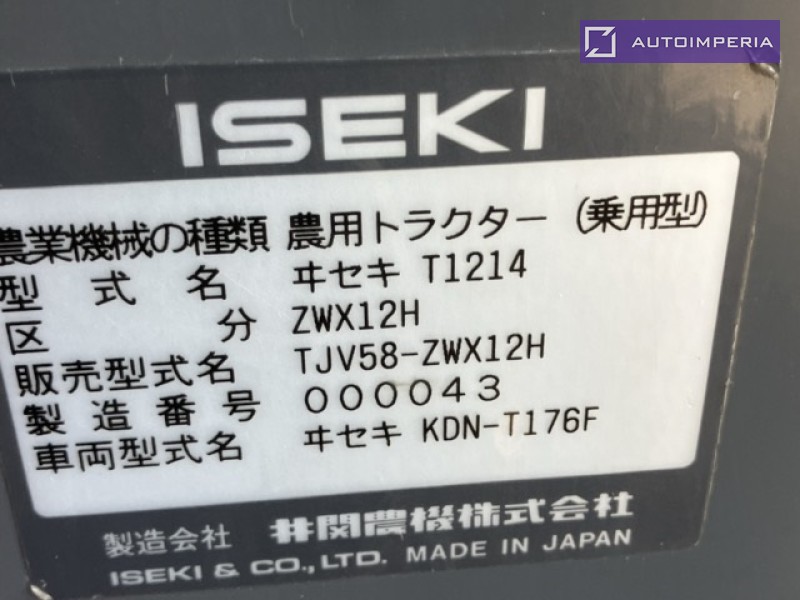 AUTOIMPERIA
ISEKI
農業機械の種類 農用トラクター (乗用型)
型式名 ヰセキ T1214
区分 ZWX12H
販売型式名 TJV58-ZWX12H
製造番号 000043
車両型式名 ヰセキ KDN-T176F
製造会社 井関農機株式会社
ISEKI & CO., LTD. MADE IN JAPAN